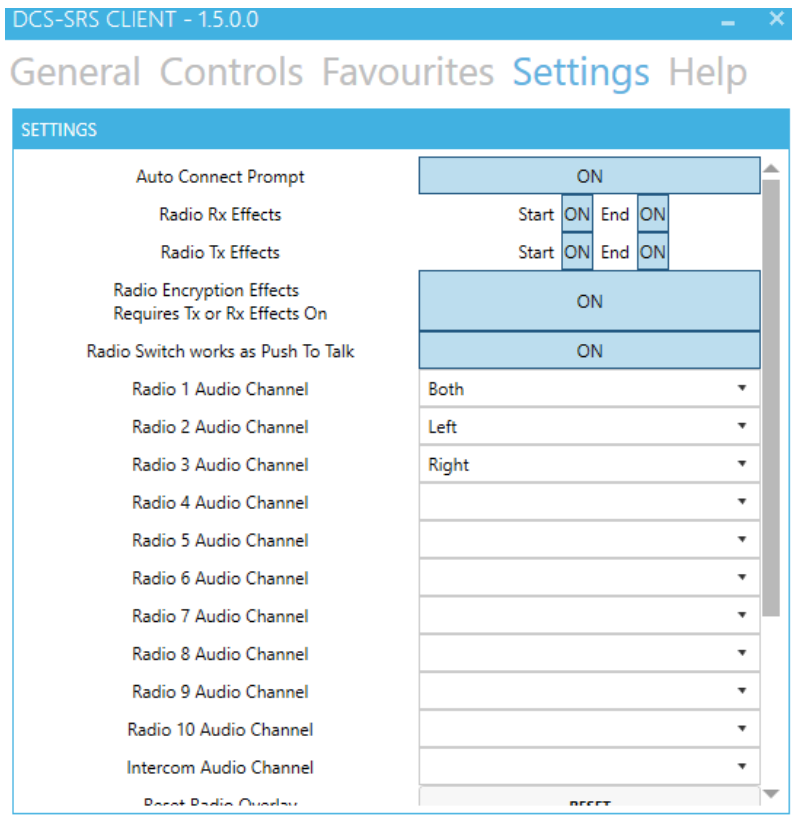 DCS-SRS CLIENT - 1.5.0.0
General Controls Favourites Settings Help
SETTINGS
Auto Connect Prompt ON
Radio Rx Effects Start ON End ON
Radio Tx Effects Start ON End ON
Radio Encryption Effects
Requires Tx or Rx Effects On ON
Radio Switch works as Push To Talk ON
Radio 1 Audio Channel Both
Radio 2 Audio Channel Left
Radio 3 Audio Channel Right
Radio 4 Audio Channel
Radio 5 Audio Channel
Radio 6 Audio Channel
Radio 7 Audio Channel
Radio 8 Audio Channel
Radio 9 Audio Channel
Radio 10 Audio Channel
Intercom Audio Channel
Reset Radio Overlay RESET